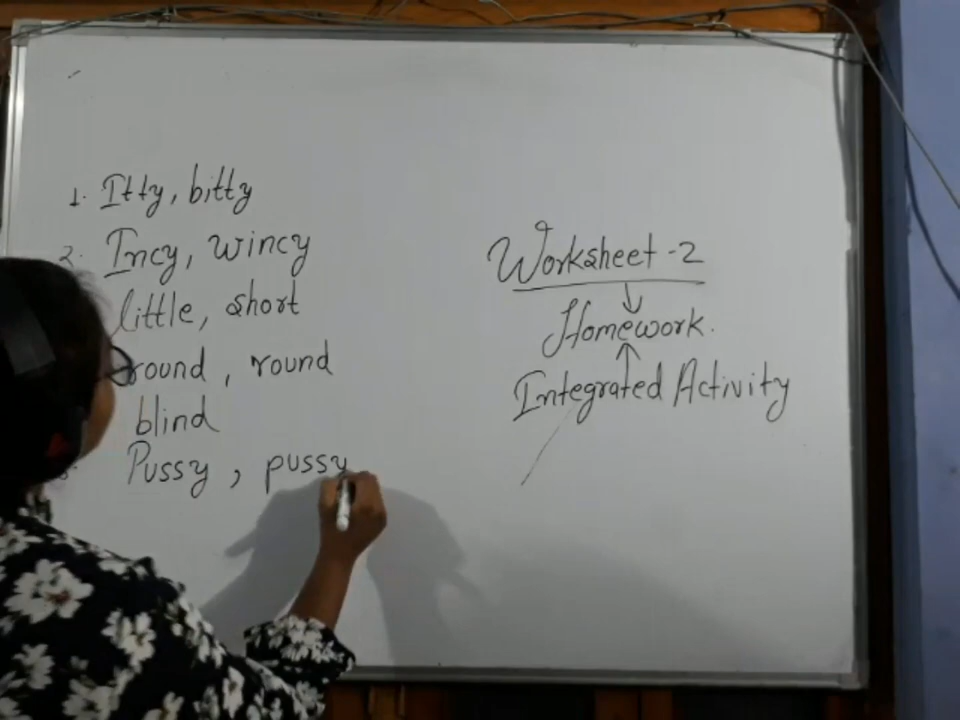 1. Itty, bitty
2. Incy, wincy
little, short
round, round
blind
Pussy, pussy
Worksheet -2
Homework.
Integrated Activity